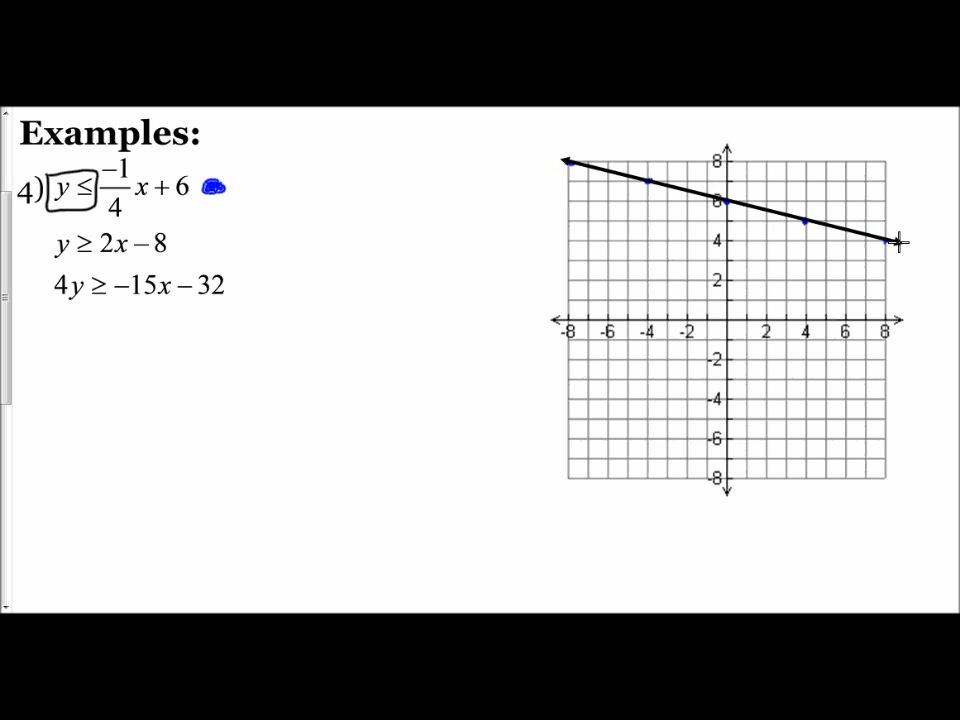 Examples:
4) y ≤ -1/4 x + 6
y ≥ 2x – 8
4y ≥ –15x – 32
8
6
4
2
-8 -6 -4 -2 2 4 6 8
-2
-4
-6
-8